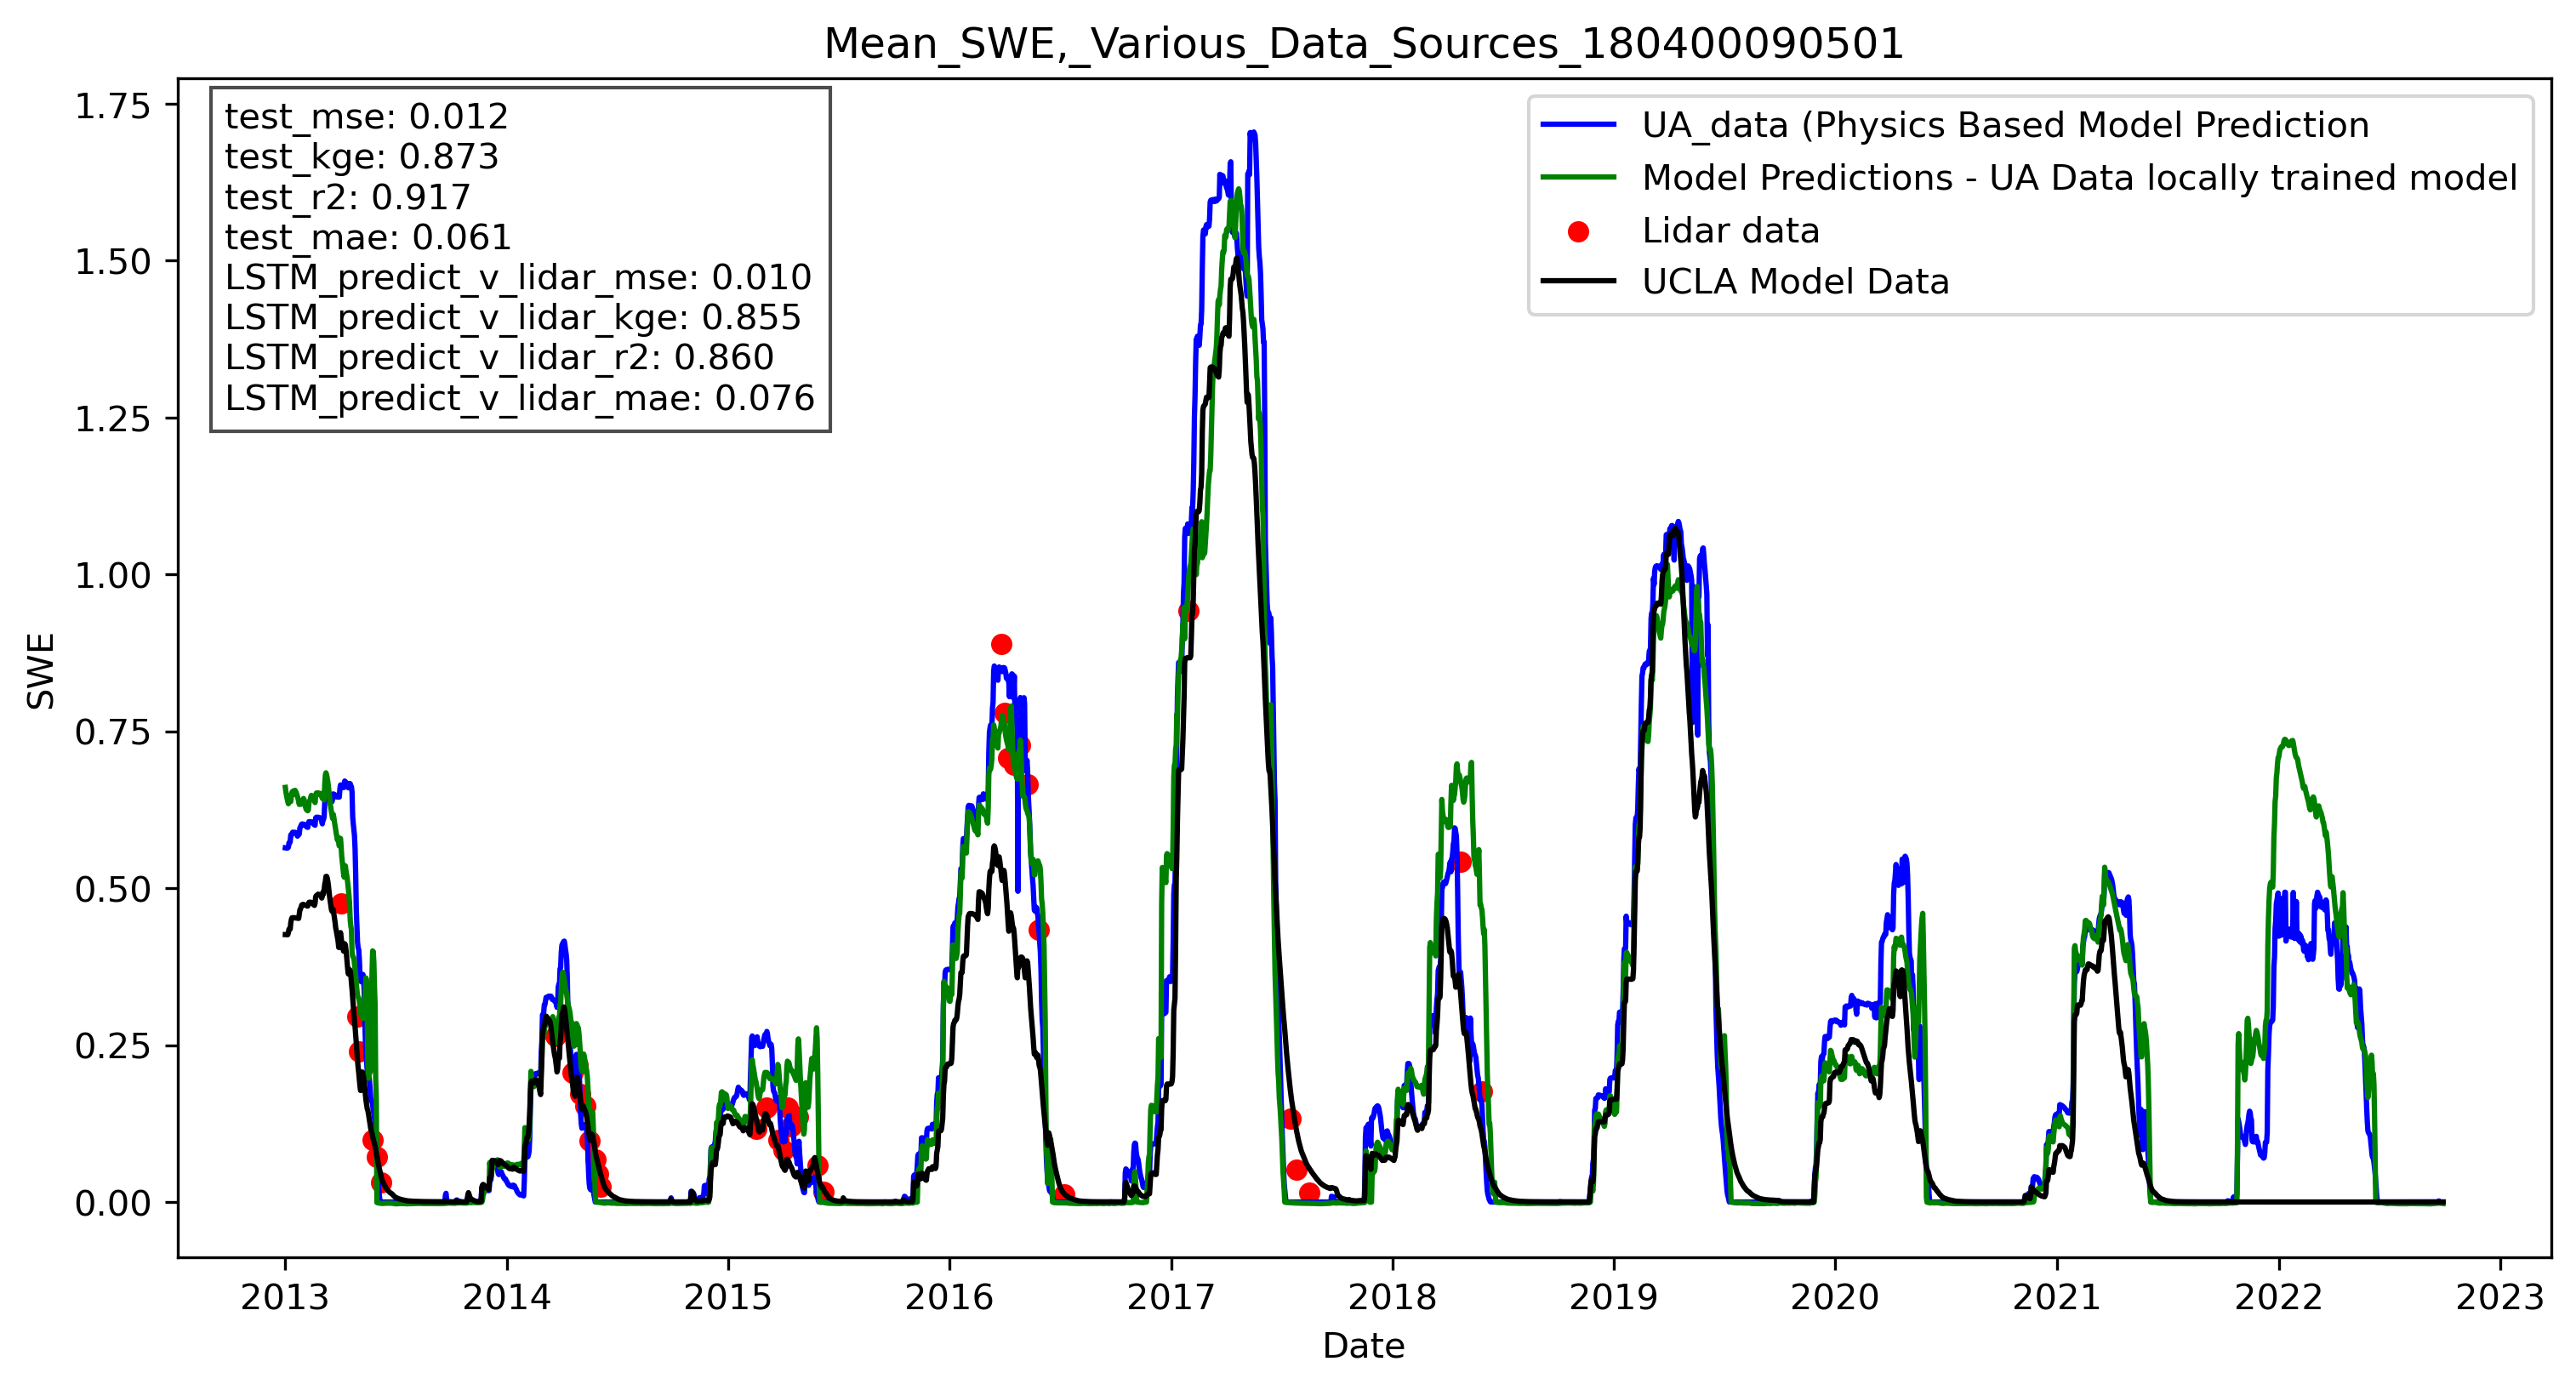 Mean_SWE,_Various_Data_Sources_180400090501
test_mse: 0.012
test_kge: 0.873
test_r2: 0.917
test_mae: 0.061
LSTM_predict_v_lidar_mse: 0.010
LSTM_predict_v_lidar_kge: 0.855
LSTM_predict_v_lidar_r2: 0.860
LSTM_predict_v_lidar_mae: 0.076
UA_data (Physics Based Model Prediction
Model Predictions - UA Data locally trained model
Lidar data
UCLA Model Data
1.75
1.50
1.25
1.00
0.75
0.50
0.25
0.00
SWE
2013 2014 2015 2016 2017 2018 2019 2020 2021 2022 2023
Date